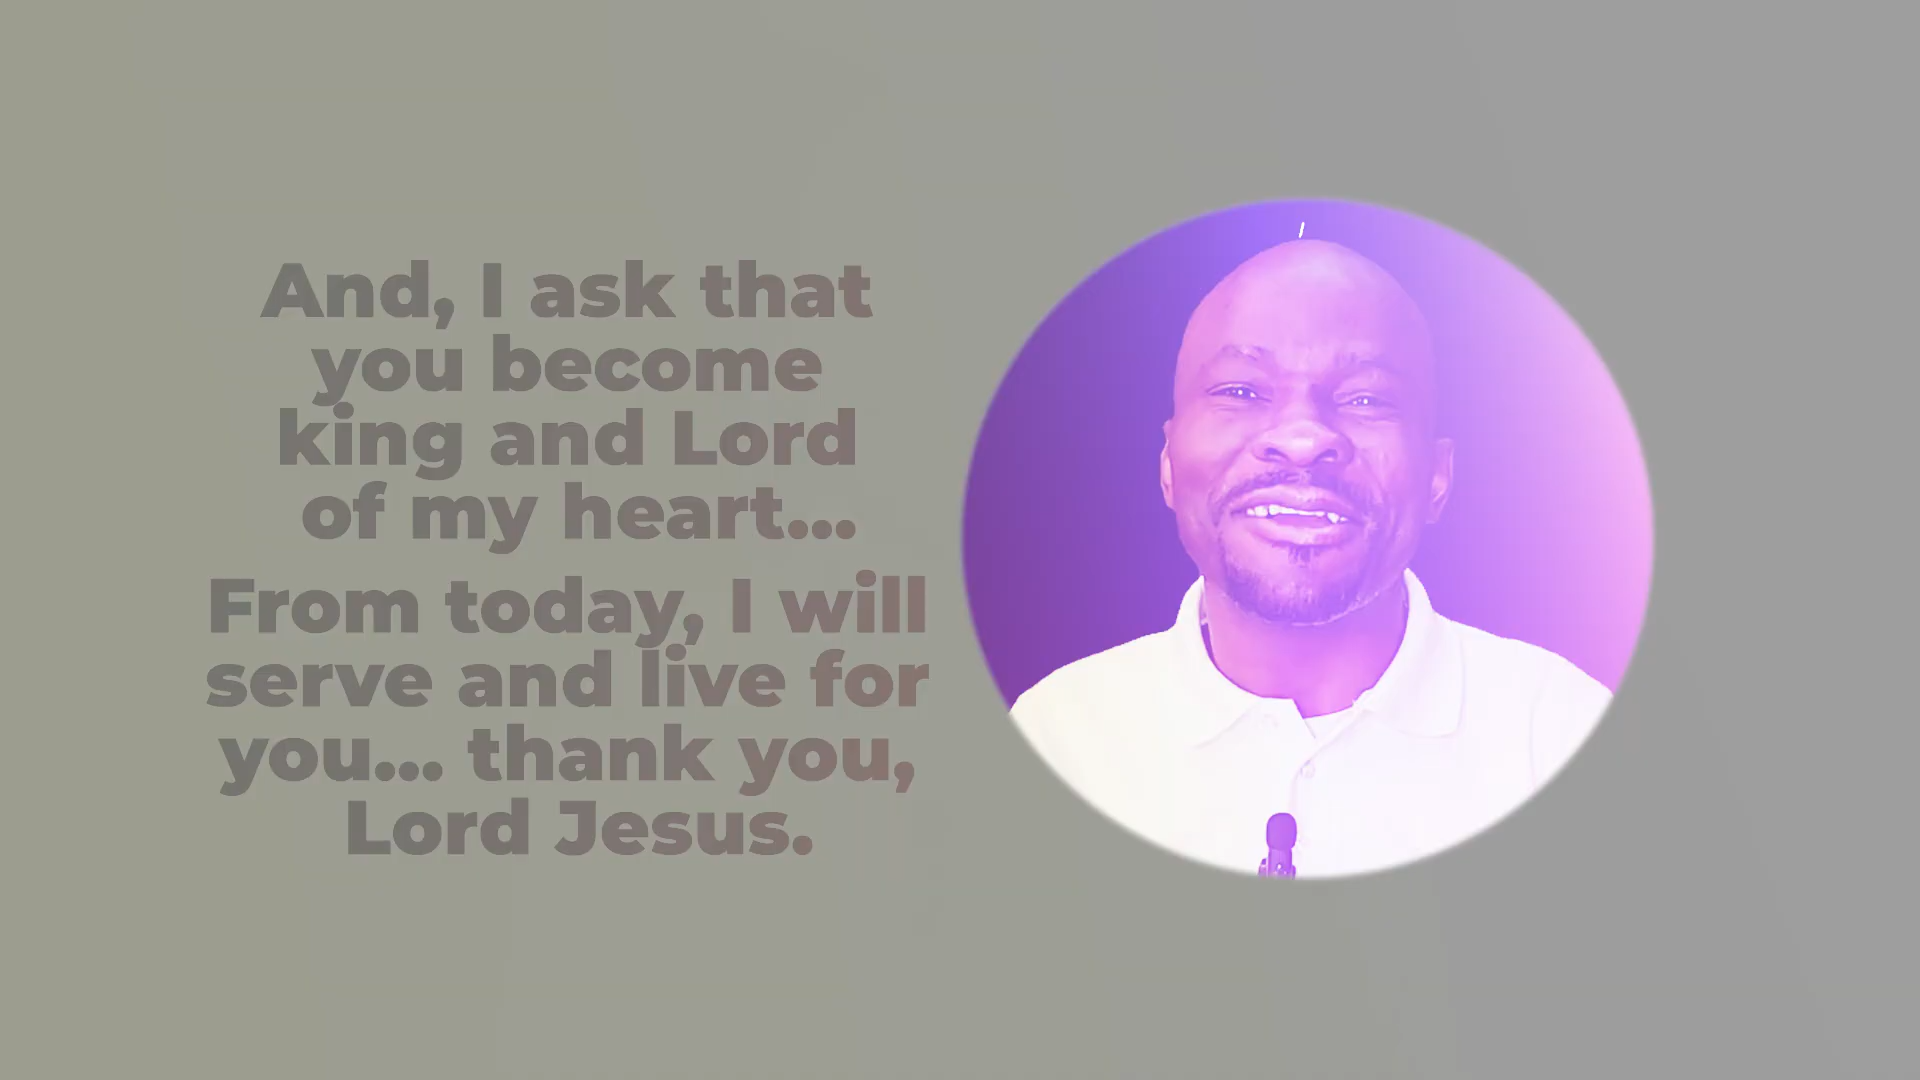 And, I ask that
you become
king and Lord
of my heart...
From today, I will
serve and live for
you... thank you,
Lord Jesus.